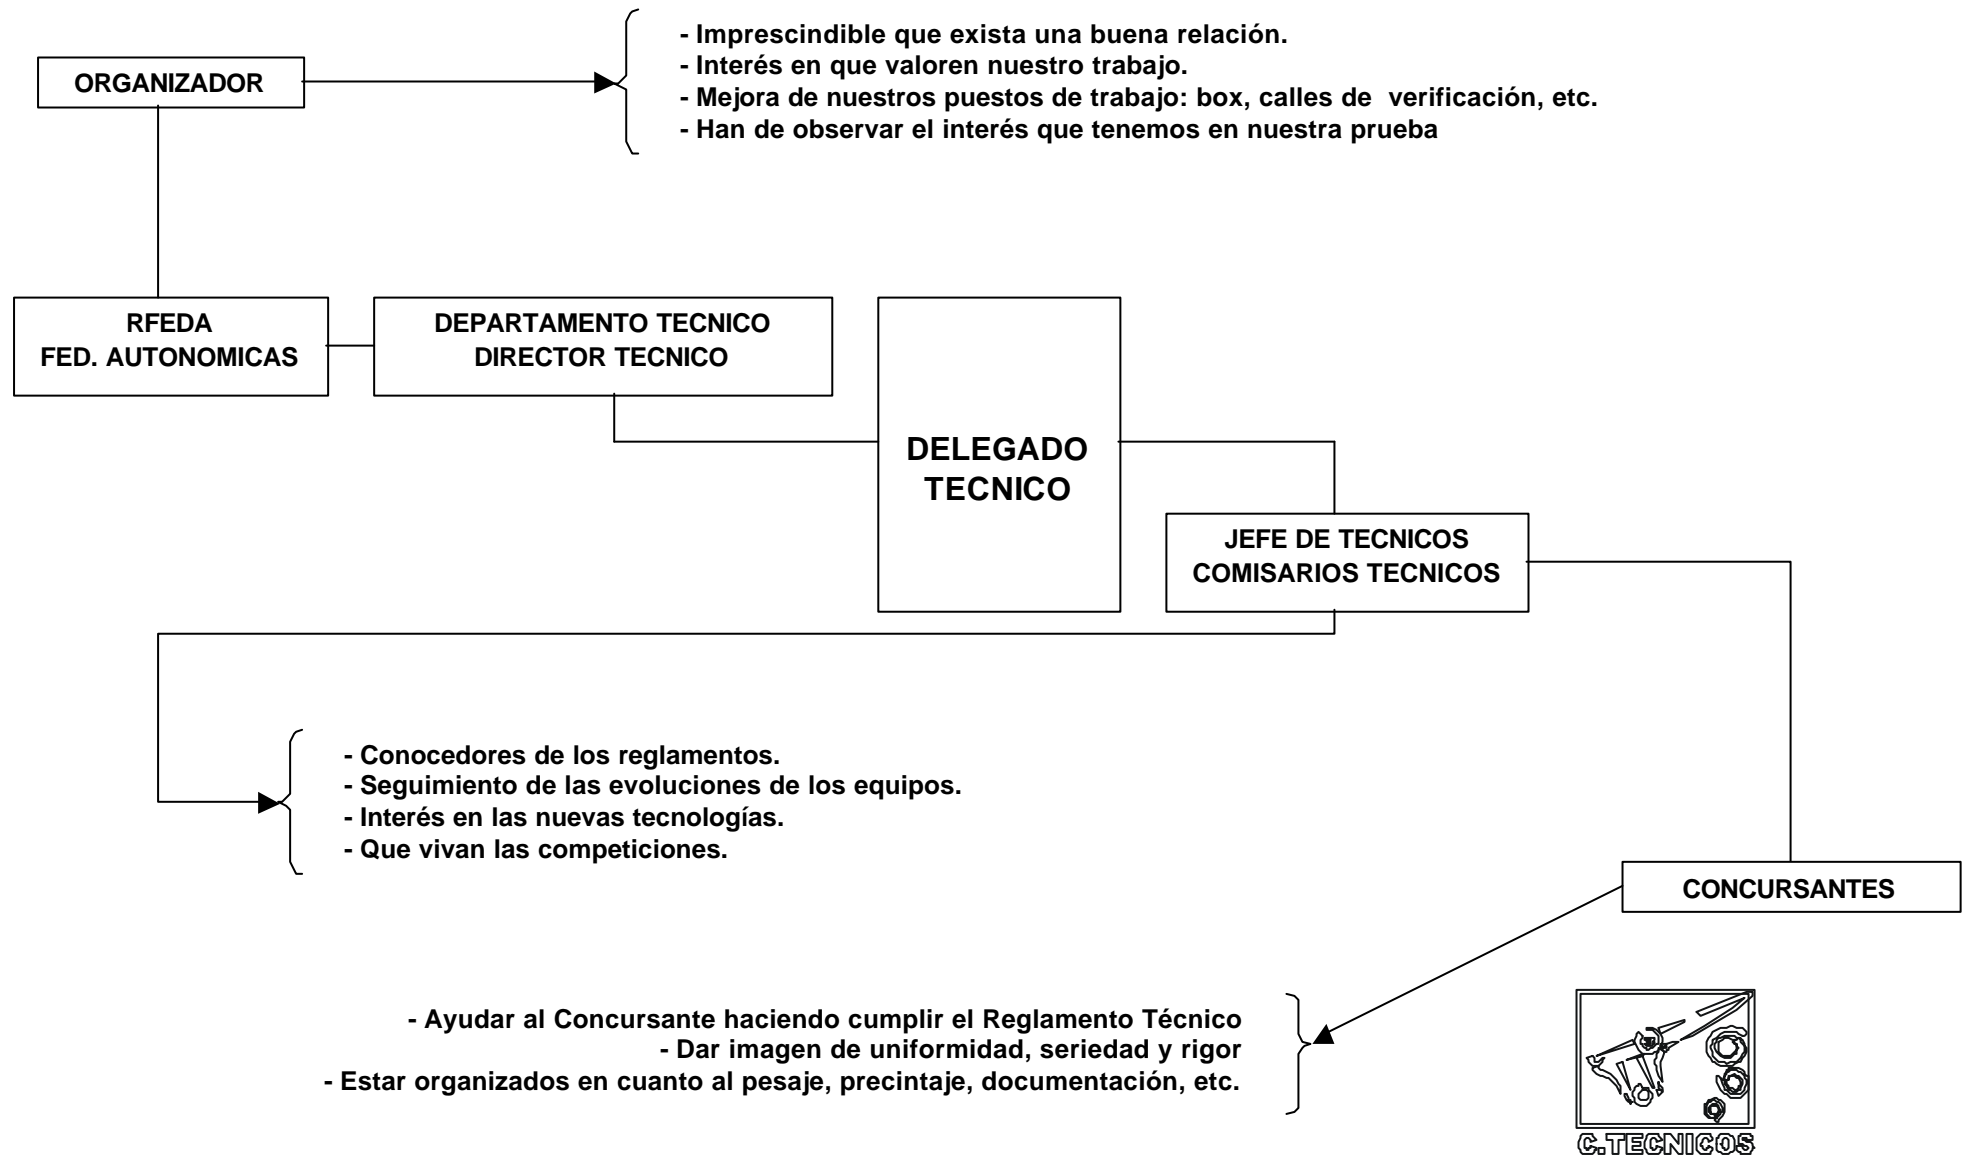 - Imprescindible que exista una buena relación.
- Interés en que valoren nuestro trabajo.
- Mejora de nuestros puestos de trabajo: box, calles de verificación, etc.
- Han de observar el interés que tenemos en nuestra prueba
ORGANIZADOR
RFEDA
FED. AUTONOMICAS
DEPARTAMENTO TECNICO
DIRECTOR TECNICO
DELEGADO
TECNICO
JEFE DE TECNICOS
COMISARIOS TECNICOS
- Conocedores de los reglamentos.
- Seguimiento de las evoluciones de los equipos.
- Interés en las nuevas tecnologías.
- Que vivan las competiciones.
CONCURSANTES
- Ayudar al Concursante haciendo cumplir el Reglamento Técnico
- Dar imagen de uniformidad, seriedad y rigor
- Estar organizados en cuanto al pesaje, precintaje, documentación, etc.
C.TECNICOS